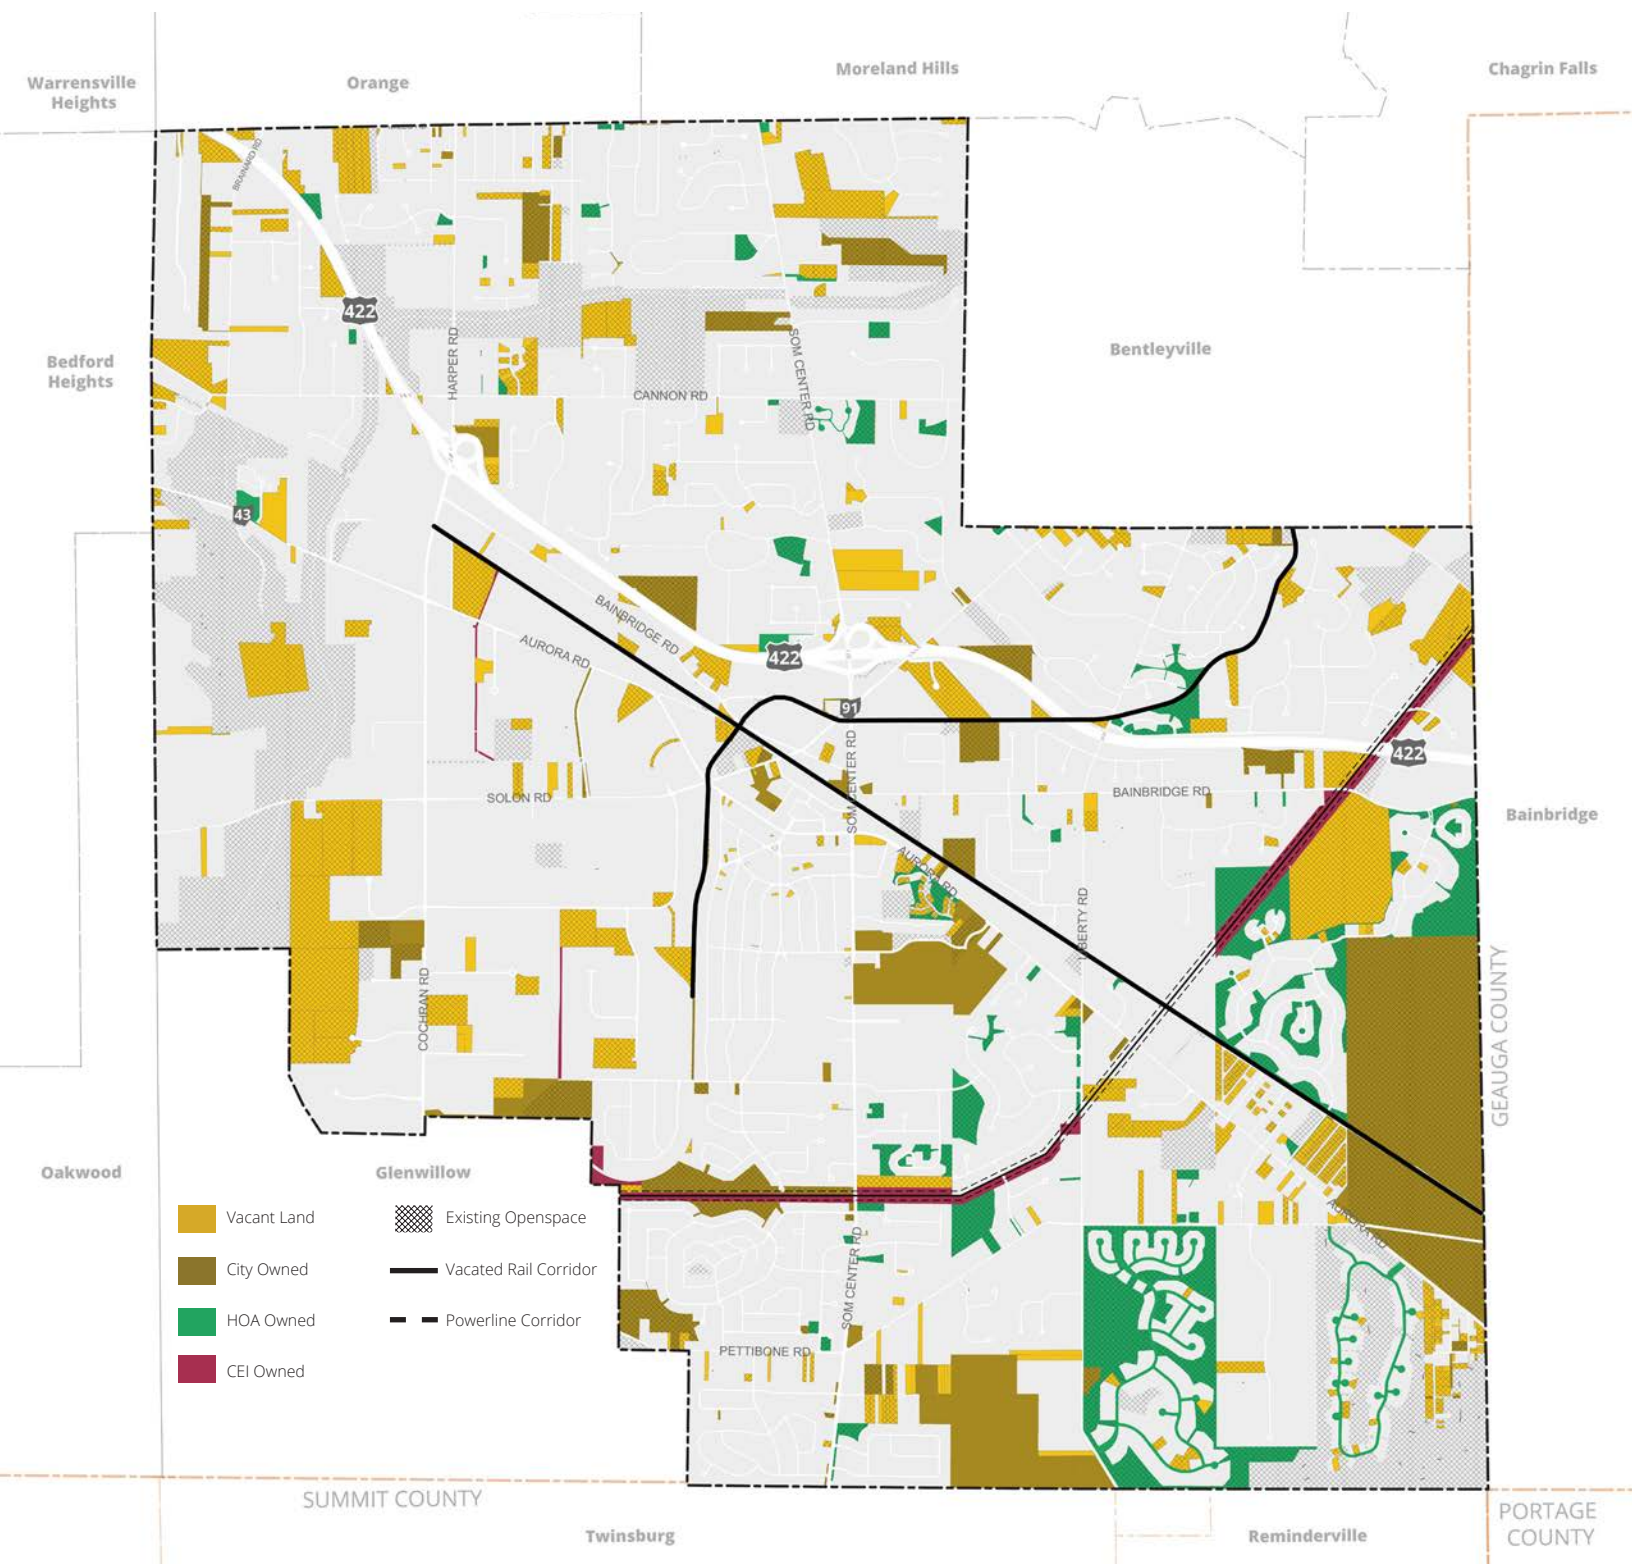 Moreland Hills
Chagrin Falls
Warrensville
Heights
Orange
BRAINARD RD
422
HARPER RD
SOM CENTER RD
Bentleyville
Bedford
Heights
CANNON RD
43
BAINBRIDGE RD
AURORA RD
422
91
422
SOM CENTER RD
SOLON RD
BAINBRIDGE RD
Bainbridge
AURORA RD
LIBERTY RD
COCHRAN RD
GEAUGA COUNTY
Oakwood
Glenwillow
Vacant Land
Existing Openspace
City Owned
Vacated Rail Corridor
HOA Owned
Powerline Corridor
CEI Owned
AURORA RD
SOM CENTER RD
PETTIBONE RD
SUMMIT COUNTY
PORTAGE
COUNTY
Twinsburg
Reminderville